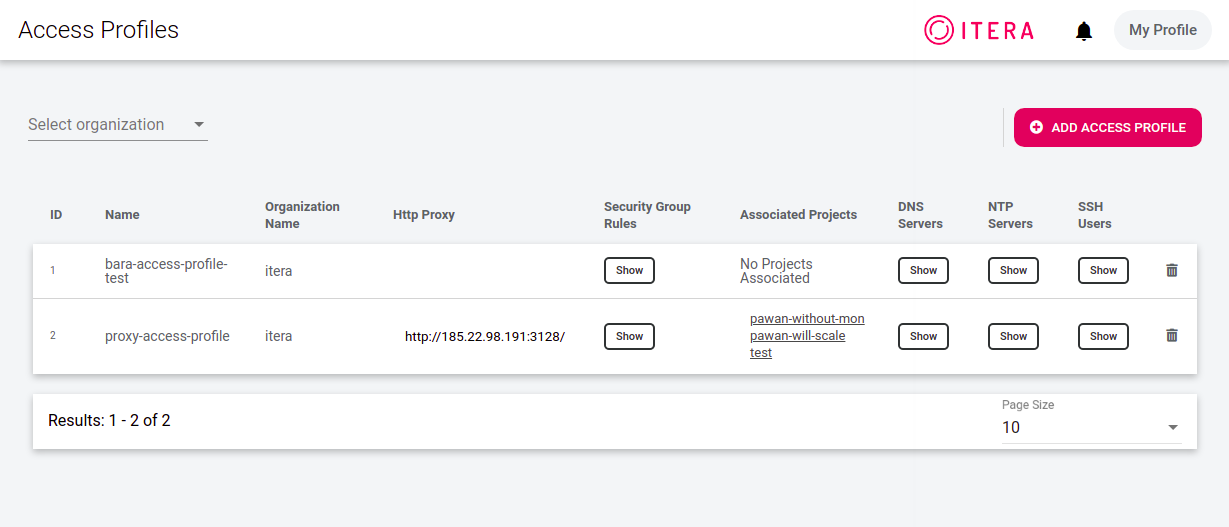 Access Profiles
ITERA
My Profile
Select organization
ADD ACCESS PROFILE
ID
Name
Organization
Name
Http Proxy
Security Group
Rules
Associated Projects
DNS
Servers
NTP
Servers
SSH
Users
1
bara-access-profile-
test
itera
Show
No Projects
Associated
Show
Show
Show
2
proxy-access-profile
itera
http://185.22.98.191:3128/
Show
pawan-without-mon
pawan-will-scale
test
Show
Show
Show
Results: 1 - 2 of 2
Page Size
10